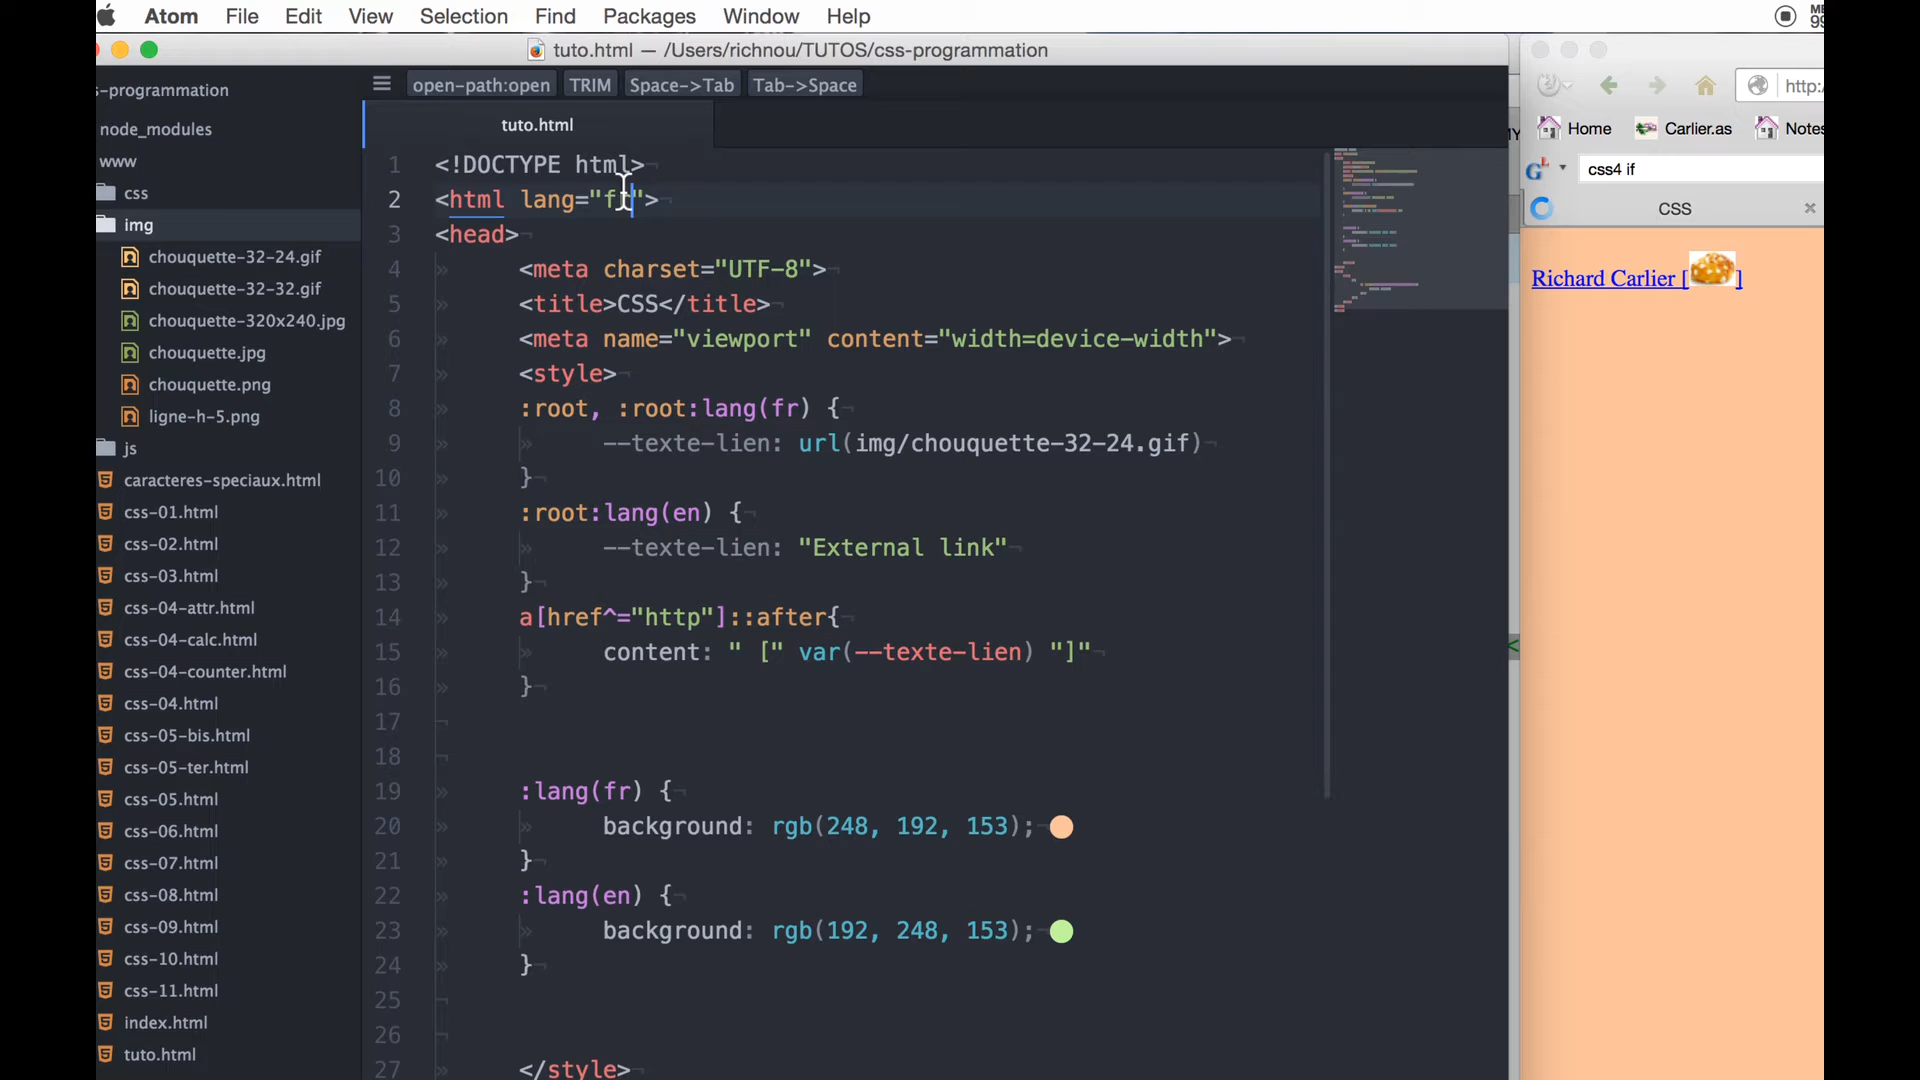 Atom File Edit View Selection Find Packages Window Help
tuto.html — /Users/richnou/TUTOS/css-programmation
s-programmation
node_modules
www
css
img
chouquette-32-24.gif
chouquette-32-32.gif
chouquette-320x240.jpg
chouquette.jpg
chouquette.png
ligne-h-5.png
js
caracteres-speciaux.html
css-01.html
css-02.html
css-03.html
css-04-attr.html
css-04-calc.html
css-04-counter.html
css-04.html
css-05-bis.html
css-05-ter.html
css-05.html
css-06.html
css-07.html
css-08.html
css-09.html
css-10.html
css-11.html
index.html
tuto.html
open-path:open TRIM Space->Tab Tab->Space
tuto.html
1 <!DOCTYPE html>
2 <html lang="fr">
3 <head>
4 <meta charset="UTF-8">
5 <title>CSS</title>
6 <meta name="viewport" content="width=device-width">
7 <style>
8 :root, :root:lang(fr) {
9 --texte-lien: url(img/chouquette-32-24.gif)
10 }
11 :root:lang(en) {
12 --texte-lien: "External link"
13 }
14 a[href^="http"]::after{
15 content: " [" var(--texte-lien) "]"
16 }
17
18
19 :lang(fr) {
20 background: rgb(248, 192, 153);
21 }
22 :lang(en) {
23 background: rgb(192, 248, 153);
24 }
25
26
27 </style>
http:/
Home Carlier.as Notes
css4 if
CSS
Richard Carlier [ ]